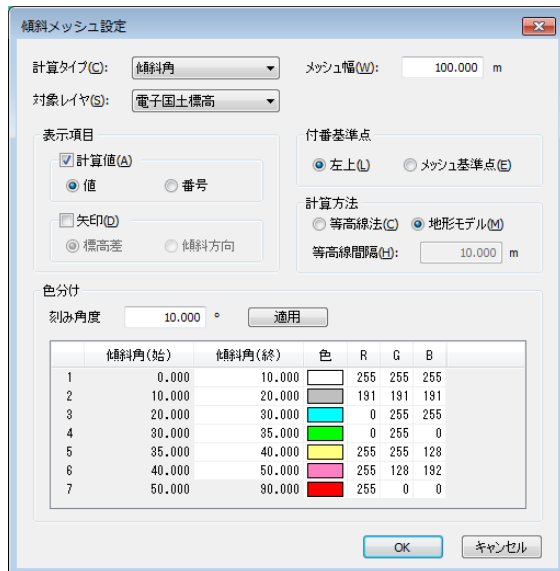 傾斜メッシュ設定
計算タイプ(C): 傾斜角 メッシュ幅(W): 100.000 m
対象レイヤ(S): 電子国土標高
表示項目 付番基準点
計算値(A) 左上(L) メッシュ基準点(E)
値 番号
計算方法
矢印(D) 等高線法(C) 地形モデル(M)
標高差 傾斜方向 等高線間隔(H): 10.000 m
色分け
刻み角度 10.000 ° 適用
傾斜角(始) 傾斜角(終) 色 R G B
1 0.000 10.000 255 255 255
2 10.000 20.000 191 191 191
3 20.000 30.000 0 255 255
4 30.000 35.000 0 255 0
5 35.000 40.000 255 255 128
6 40.000 50.000 255 128 192
7 50.000 90.000 255 0 0
OK キャンセル